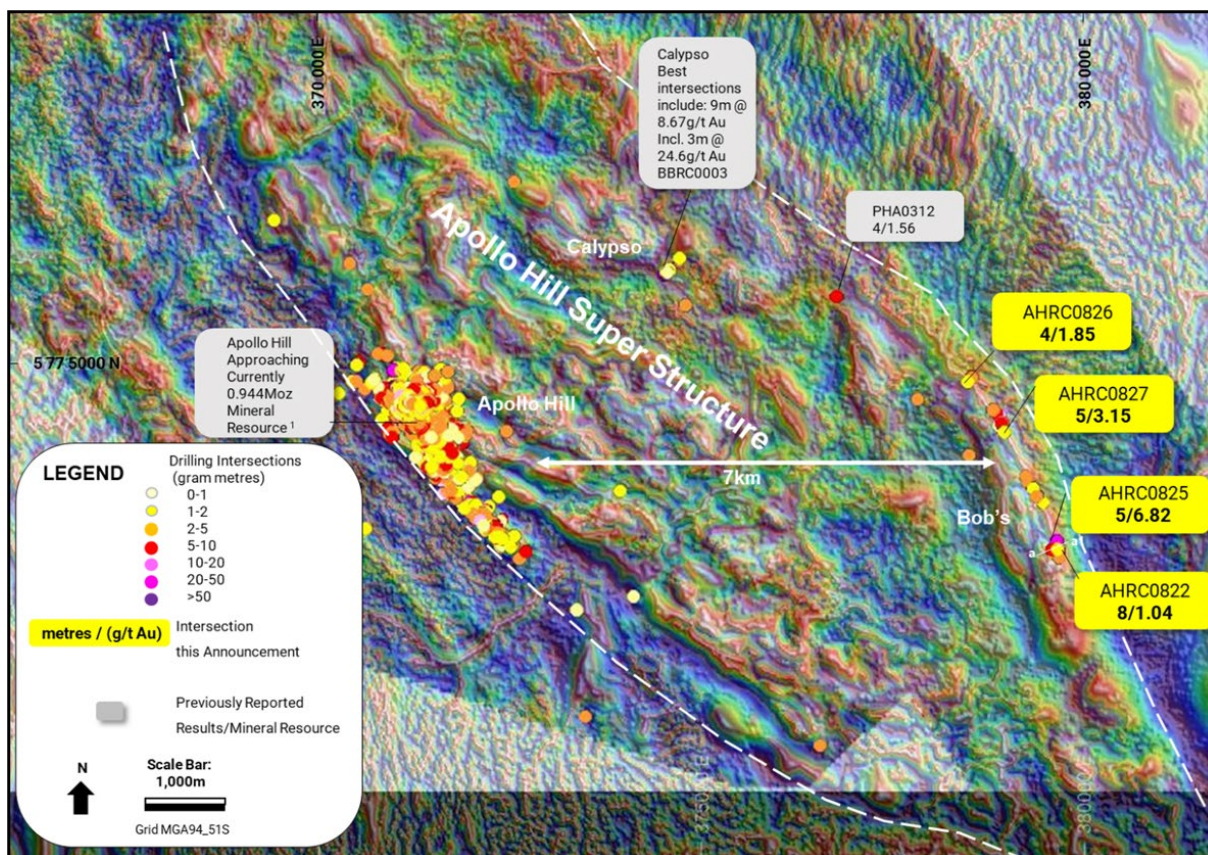 370 000 E
380 000 E
Calypso
Best
intersections
include: 9m @
8.67g/t Au
Incl. 3m @
24.6g/t Au
BBRC0003
PHA0312
4/1.56
Calypso
Apollo Hill Super Structure
AHRC0826
4/1.85
5 77 5000 N
Apollo Hill
Approaching
Currently
0.944Moz
Mineral
Resource ¹
Apollo Hill
AHRC0827
5/3.15
7km
Bob's
AHRC0825
5/6.82
a
a'
AHRC0822
8/1.04
LEGEND
Drilling Intersections
(gram metres)
0-1
1-2
2-5
5-10
10-20
20-50
>50
metres / (g/t Au)
Intersection
this Announcement
Previously Reported
Results/Mineral Resource
N
Scale Bar:
1,000m
Grid MGA94_51S
375000 E